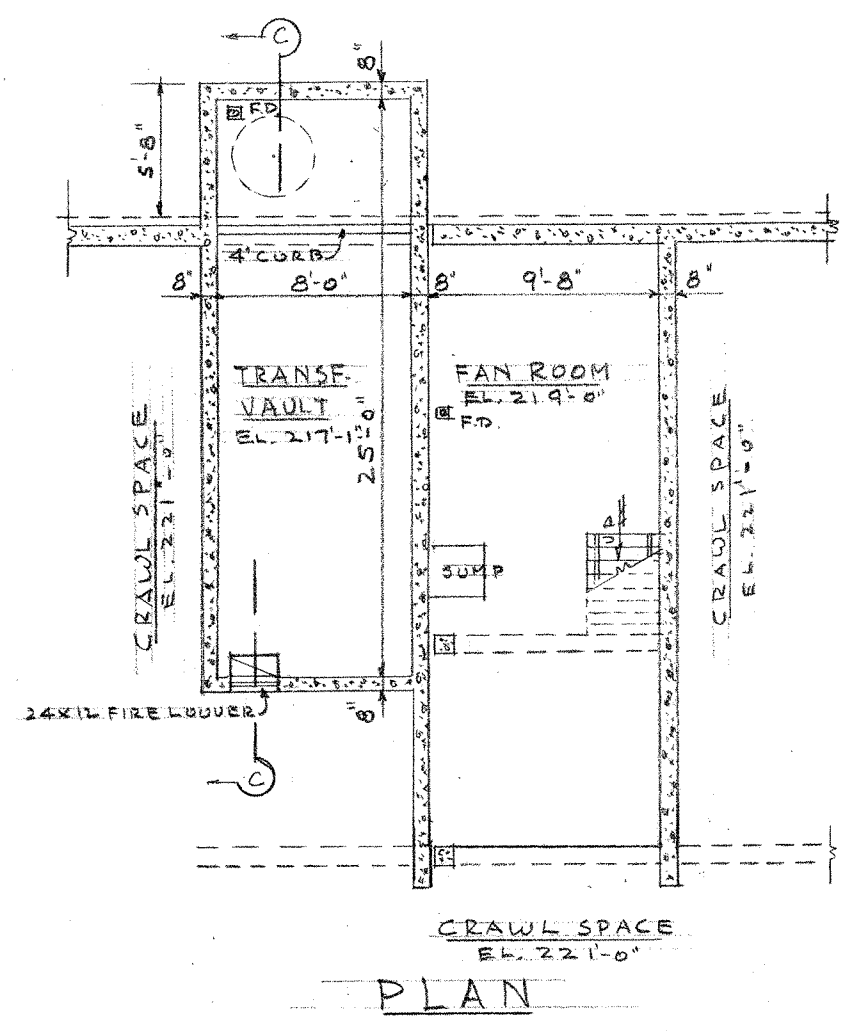 C
8"
F.D.
5'-8"
4" CURB
8"
8'-0"
8"
9'-8"
8"
TRANSF.
VAULT
EL. 217'-1"
25'-0"
FAN ROOM
EL. 219'-0"
F.D.
CRAWL SPACE
EL. 221'-0"
CRAWL SPACE
EL. 221'-0"
UP
SUMP
24X12 FIRE LOUVER
8"
C
CRAWL SPACE
EL. 221'-0"
PLAN